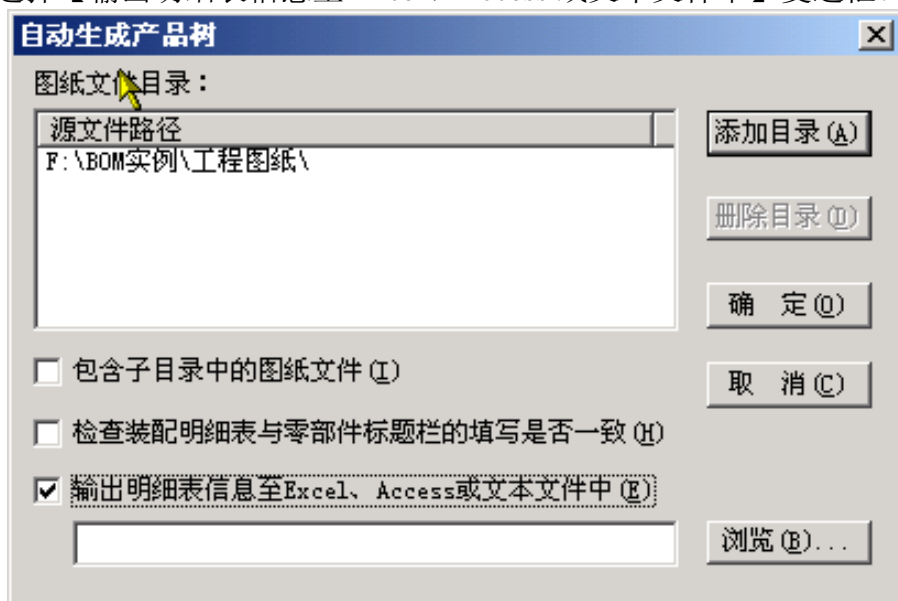 自动生成产品树
图纸文件目录：
源文件路径
添加目录(A)
F:\BOM实例\工程图纸\
删除目录(D)
确 定(O)
包含子目录中的图纸文件(I)
取 消(C)
检查装配明细表与零部件标题栏的填写是否一致(H)
输出明细表信息至Excel、Access或文本文件中(E)
浏览(B)...